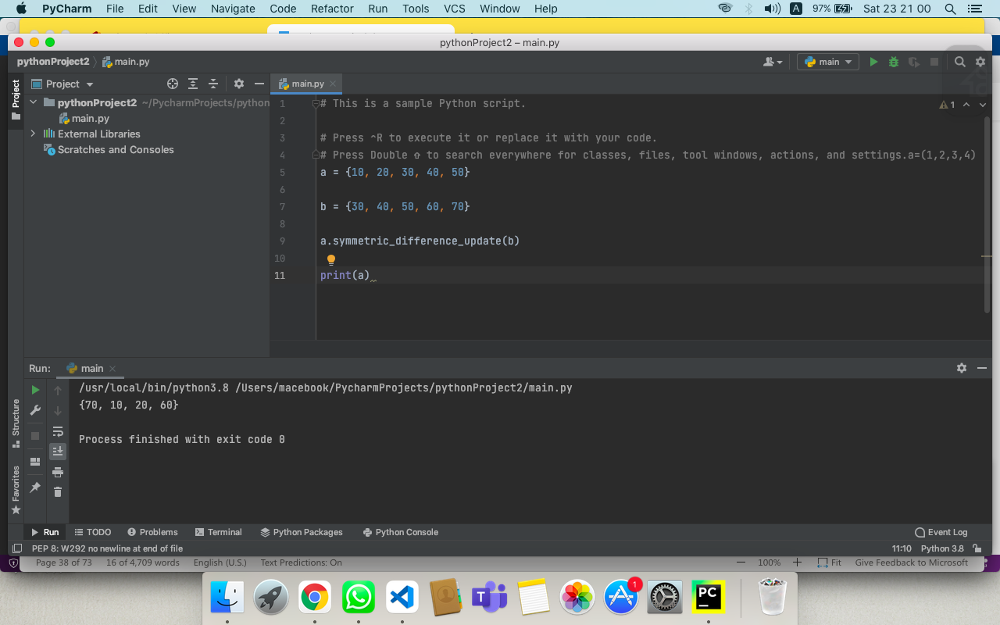 PyCharm File Edit View Navigate Code Refactor Run Tools VCS Window Help A 97% Sat 23 21 00
pythonProject2 – main.py
pythonProject2 main.py main
Project Project main.py
pythonProject2 ~/PycharmProjects/python
main.py
External Libraries
Scratches and Consoles
1 # This is a sample Python script. 1
2
3 # Press ^R to execute it or replace it with your code.
4 # Press Double ⇧ to search everywhere for classes, files, tool windows, actions, and settings.a=(1,2,3,4)
5 a = {10, 20, 30, 40, 50}
6
7 b = {30, 40, 50, 60, 70}
8
9 a.symmetric_difference_update(b)
10
11 print(a)
Run: main
/usr/local/bin/python3.8 /Users/macebook/PycharmProjects/pythonProject2/main.py
{70, 10, 20, 60}
Process finished with exit code 0
Structure
Favorites
Run TODO Problems Terminal Python Packages Python Console Event Log
PEP 8: W292 no newline at end of file 11:10 Python 3.8
Page 38 of 73 16 of 4,709 words English (U.S.) Text Predictions: On 100% Fit Give Feedback to Microsoft
T 1 PC